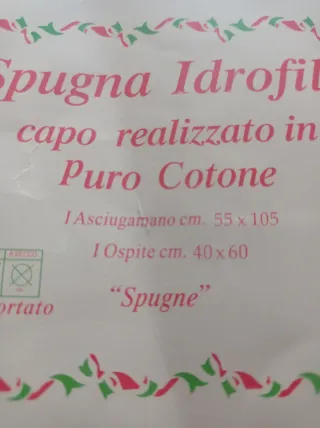 Spugna Idrofil
capo realizzato in
Puro Cotone
1 Asciugamano cm. 55 x 105
1 Ospite cm. 40 x 60
"Spugne"
ortato